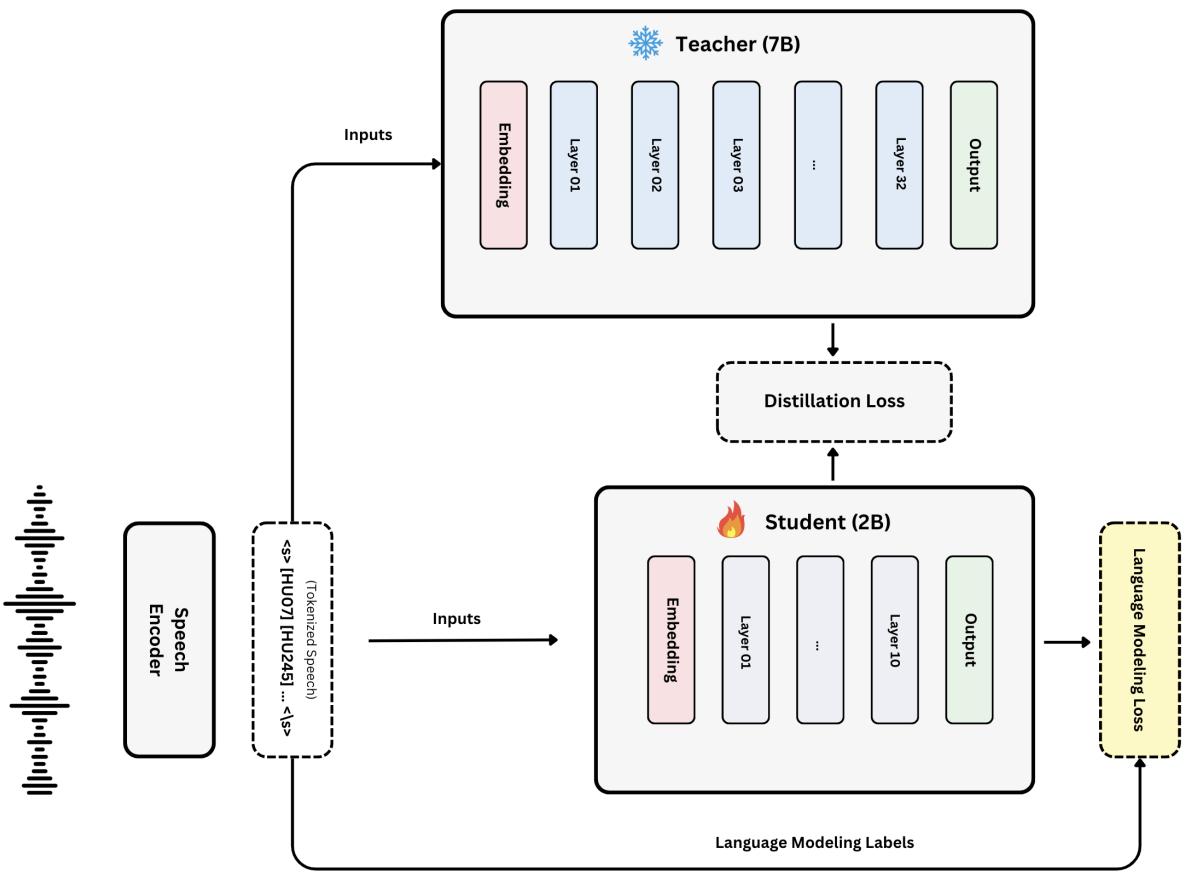 Teacher (7B)
Embedding
Layer 01
Layer 02
Layer 03
...
Layer 32
Output
Inputs
Distillation Loss
Speech
Encoder
(Tokenized Speech)
<s> [HU07] [HU245] ... <\s>
Inputs
Student (2B)
Embedding
Layer 01
...
Layer 10
Output
Language Modeling Loss
Language Modeling Labels